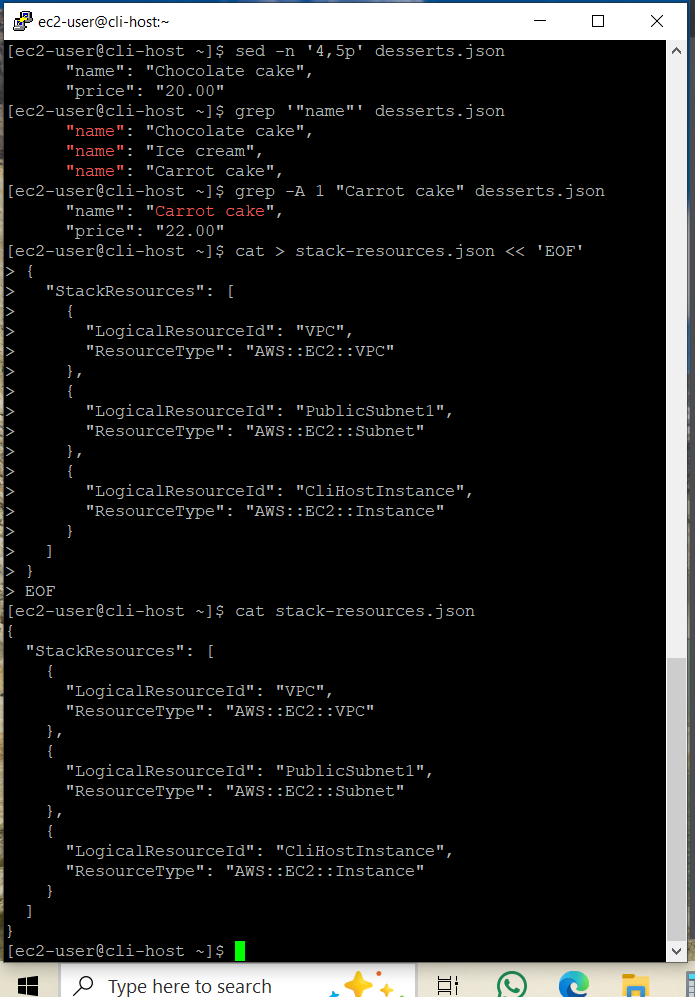 ec2-user@cli-host:~
[ec2-user@cli-host ~]$ sed -n '4,5p' desserts.json
      "name": "Chocolate cake",
      "price": "20.00"
[ec2-user@cli-host ~]$ grep '"name"' desserts.json
      "name": "Chocolate cake",
      "name": "Ice cream",
      "name": "Carrot cake",
[ec2-user@cli-host ~]$ grep -A 1 "Carrot cake" desserts.json
      "name": "Carrot cake",
      "price": "22.00"
[ec2-user@cli-host ~]$ cat > stack-resources.json << 'EOF'
> {
>   "StackResources": [
>     {
>       "LogicalResourceId": "VPC",
>       "ResourceType": "AWS::EC2::VPC"
>     },
>     {
>       "LogicalResourceId": "PublicSubnet1",
>       "ResourceType": "AWS::EC2::Subnet"
>     },
>     {
>       "LogicalResourceId": "CliHostInstance",
>       "ResourceType": "AWS::EC2::Instance"
>     }
>   ]
> }
> EOF
[ec2-user@cli-host ~]$ cat stack-resources.json
{
  "StackResources": [
    {
      "LogicalResourceId": "VPC",
      "ResourceType": "AWS::EC2::VPC"
    },
    {
      "LogicalResourceId": "PublicSubnet1",
      "ResourceType": "AWS::EC2::Subnet"
    },
    {
      "LogicalResourceId": "CliHostInstance",
      "ResourceType": "AWS::EC2::Instance"
    }
  ]
}
[ec2-user@cli-host ~]$
Type here to search